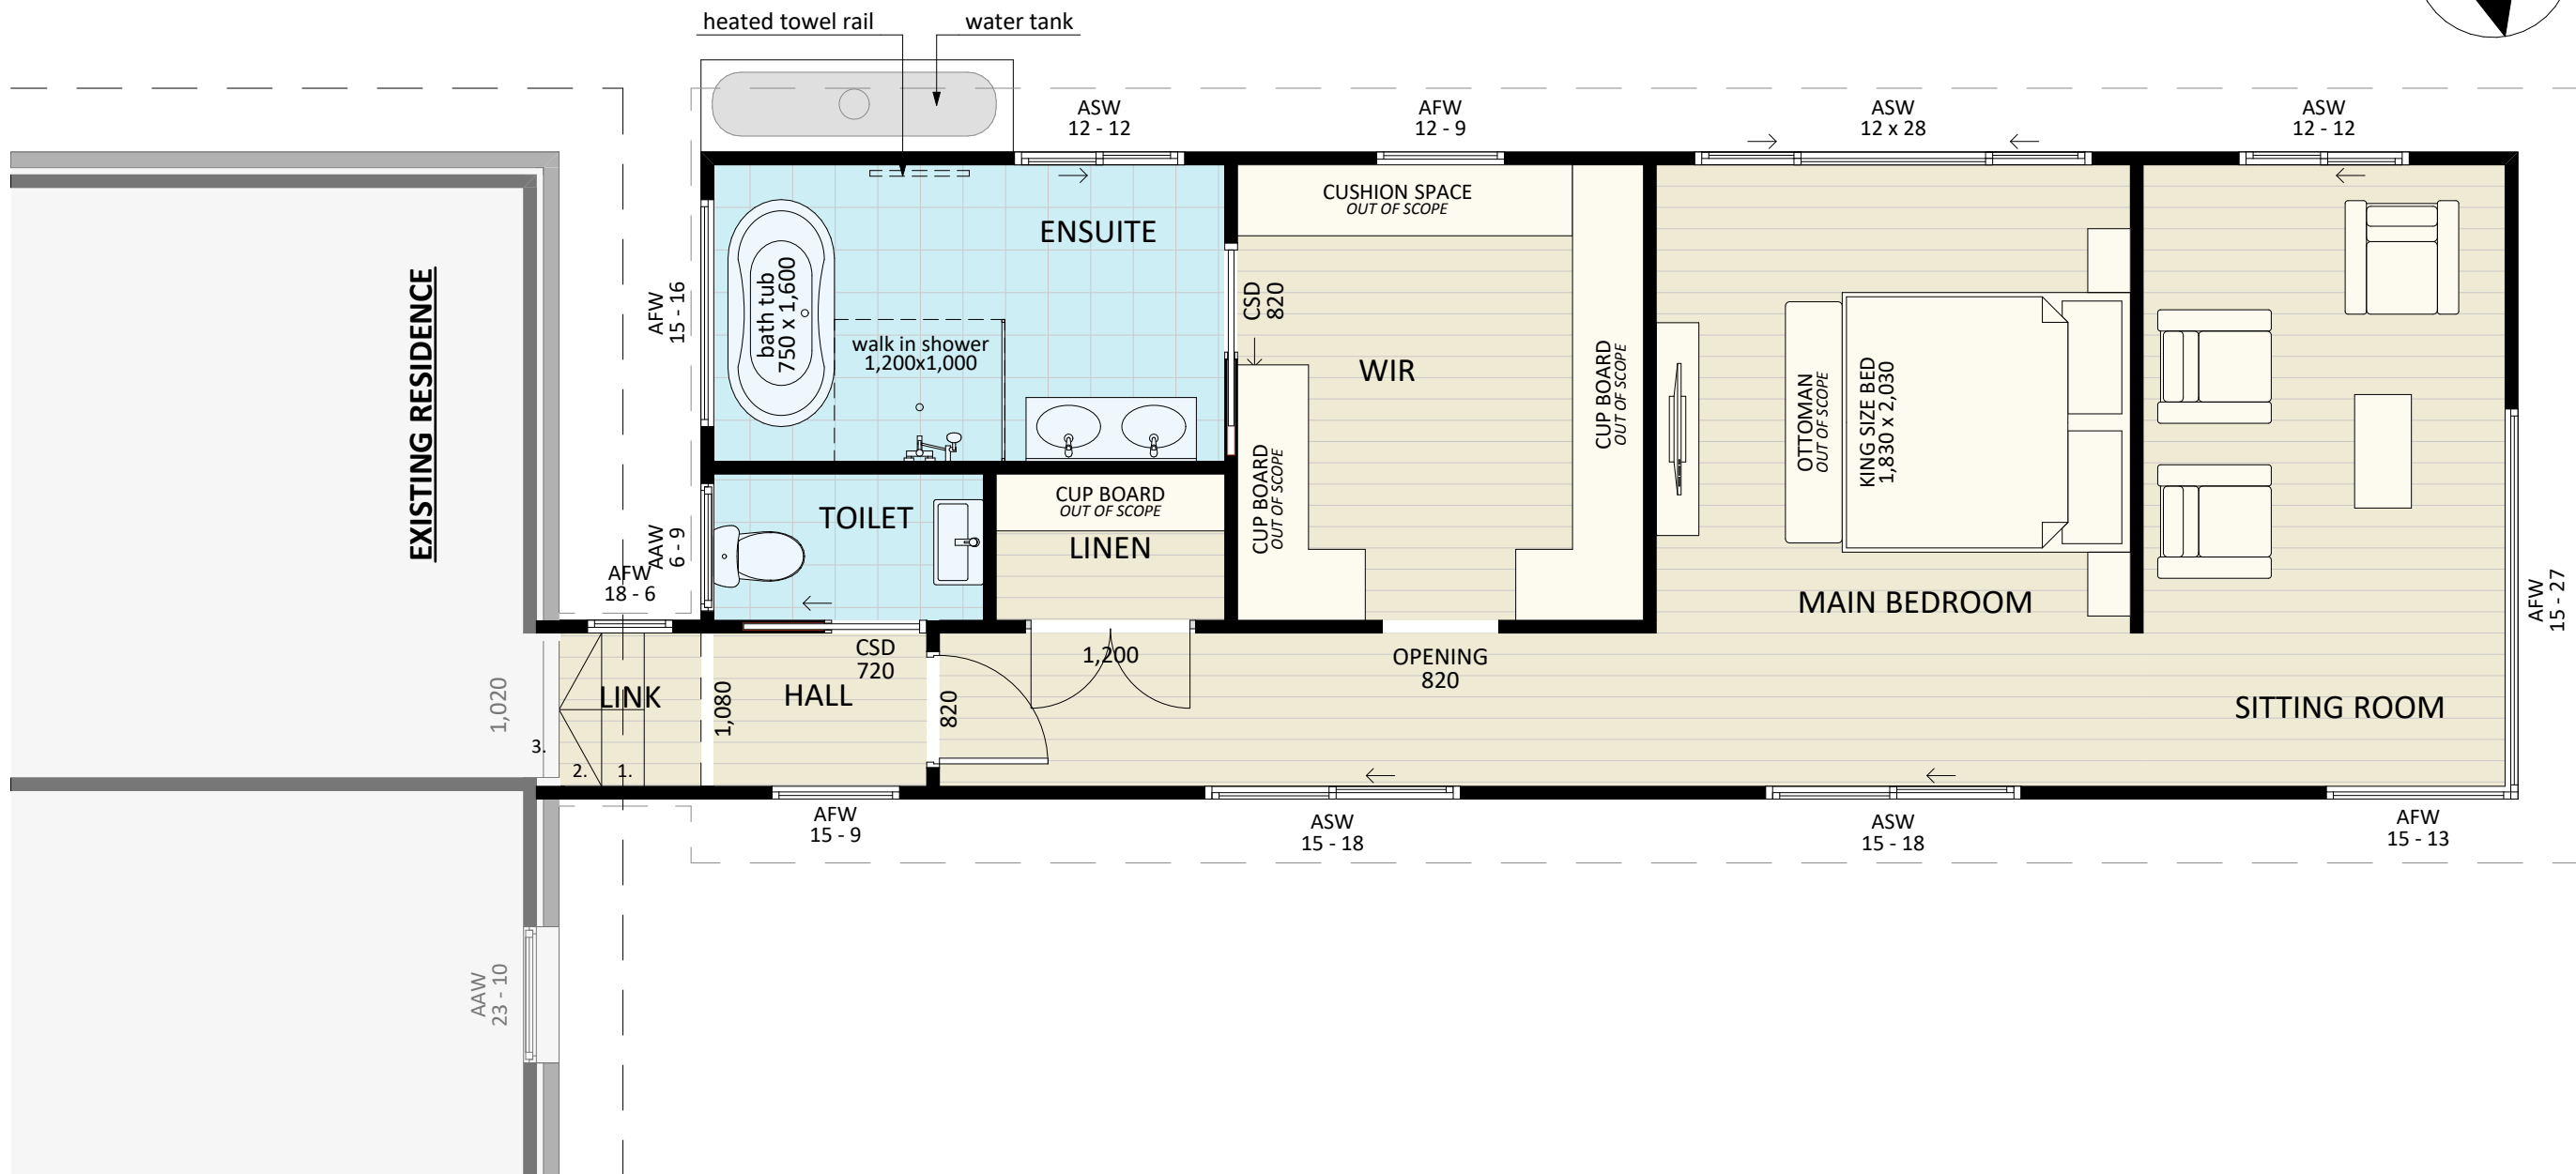 heated towel rail
water tank
ASW
12 - 12
AFW
12 - 9
ASW
12 x 28
ASW
12 - 12
CUSHION SPACE
OUT OF SCOPE
ENSUITE
EXISTING RESIDENCE
AFW
15 - 16
bath tub
750 x 1,600
walk in shower
1,200x1,000
CSD
820
WIR
CUP BOARD
OUT OF SCOPE
CUP BOARD
OUT OF SCOPE
OTTOMAN
OUT OF SCOPE
KING SIZE BED
1,830 x 2,030
CUP BOARD
OUT OF SCOPE
TOILET
LINEN
AAW
6 - 9
AFW
18 - 6
MAIN BEDROOM
AFW
15 - 27
CSD
720
1,200
OPENING
820
1,020
LINK
1,080
HALL
820
SITTING ROOM
3.
2.
1.
AFW
15 - 9
ASW
15 - 18
ASW
15 - 18
AFW
15 - 13
AAW
23 - 10